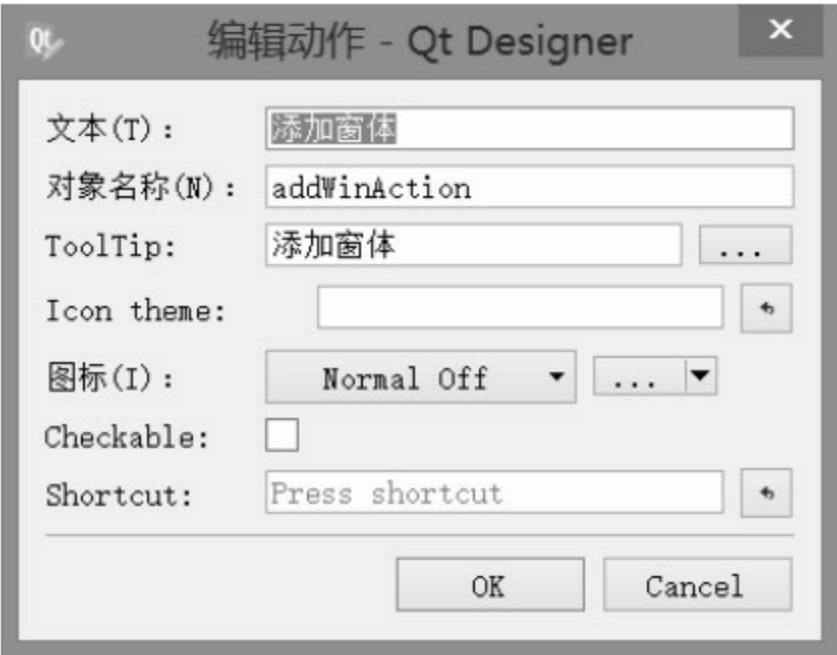 Qt
编辑动作 - Qt Designer
文本(T): 添加窗体
对象名称(N): addWinAction
ToolTip: 添加窗体 ...
Icon theme:
图标(I): Normal Off ...
Checkable:
Shortcut: Press shortcut
OK Cancel